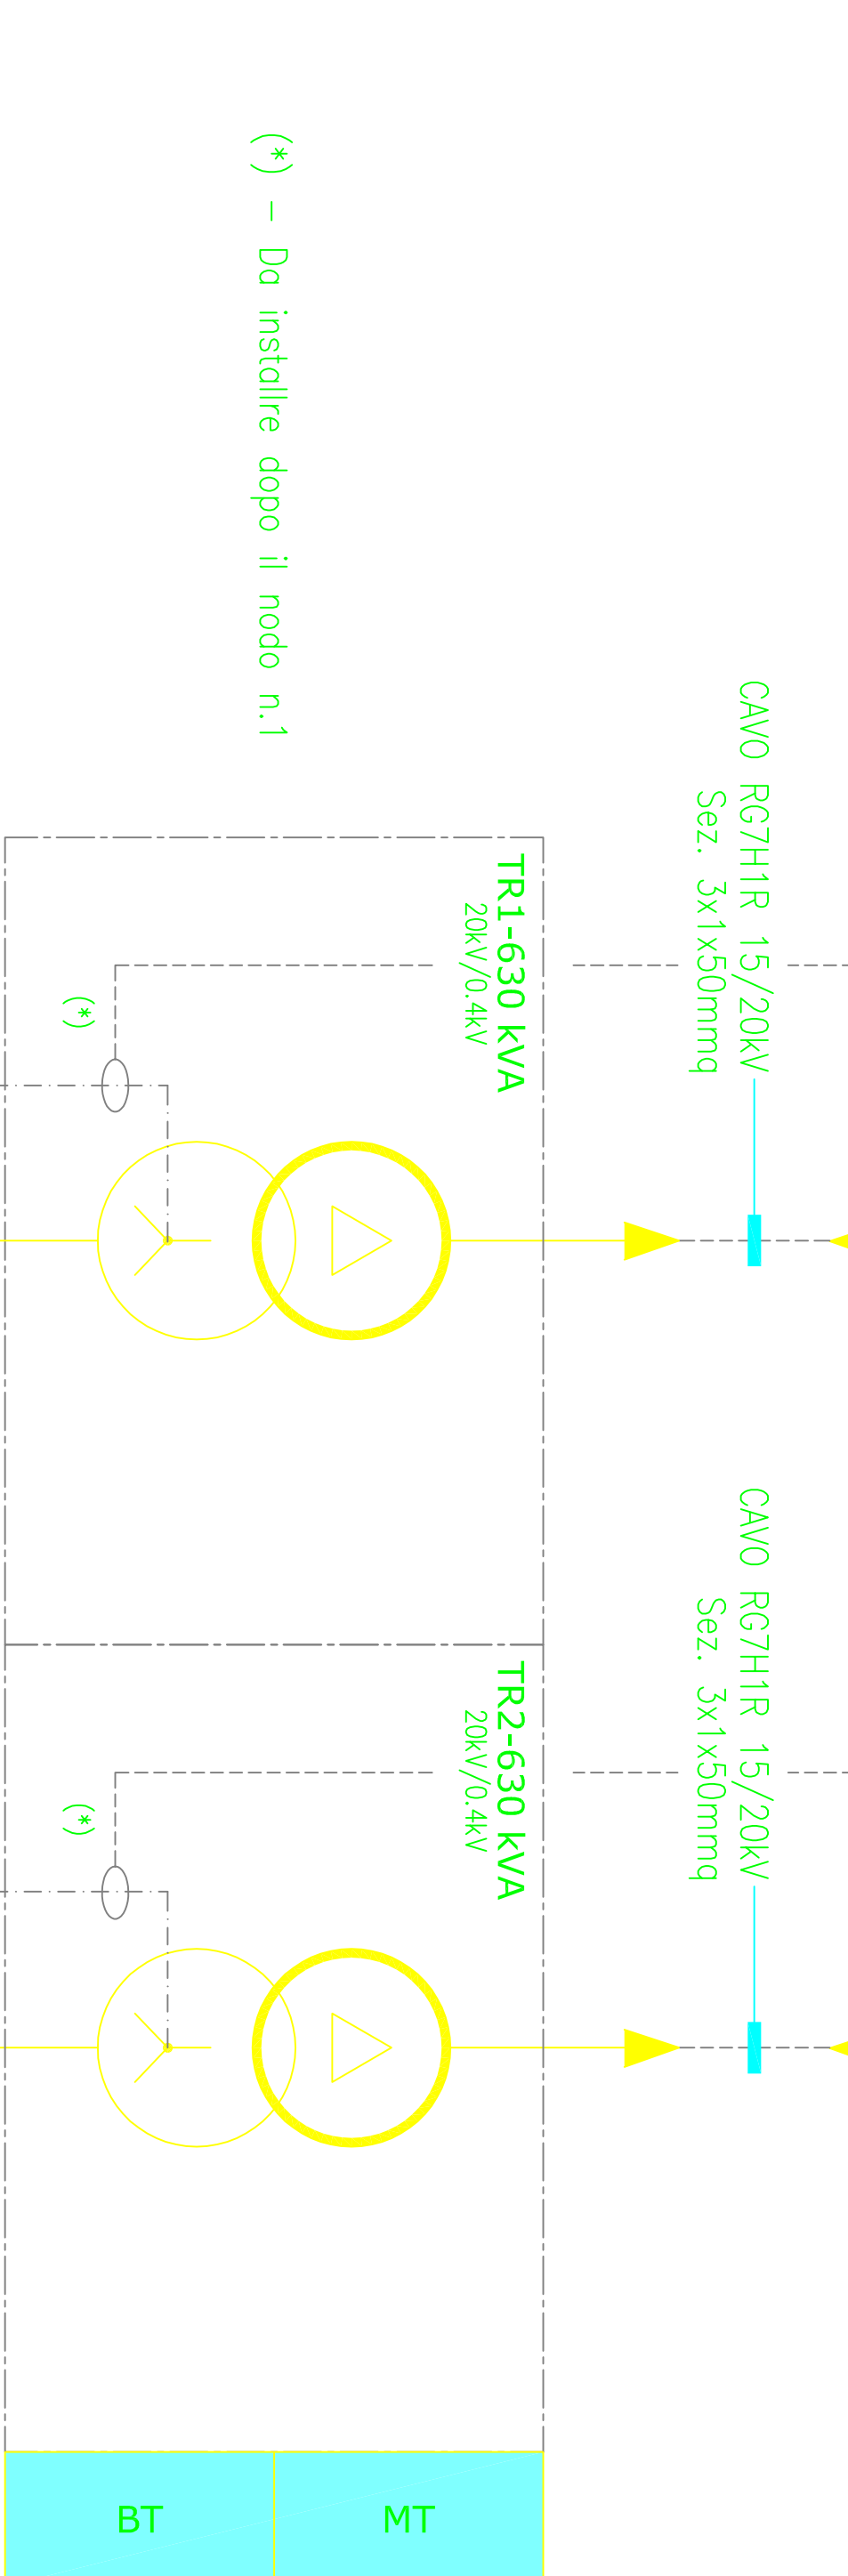 (*) - Da installre dopo il nodo n.1
CAVO RG7H1R 15/20kV
Sez. 3x1x50mmq
TR1-630 kVA
20kV/0.4kV
(*)
CAVO RG7H1R 15/20kV
Sez. 3x1x50mmq
TR2-630 kVA
20kV/0.4kV
(*)
BT
MT